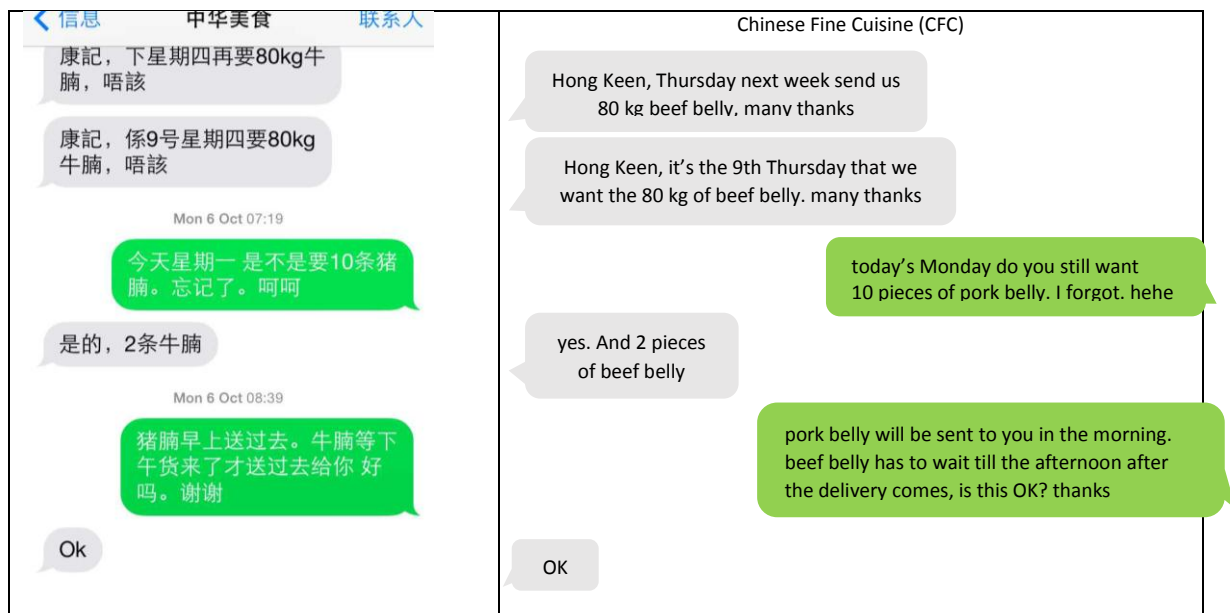 信息
中华美食
联系人
康記，下星期四再要80kg牛
腩，唔該
康記，係9号星期四要80kg
牛腩，唔該
Mon 6 Oct 07:19
今天星期一 是不是要10条猪
腩。忘记了。呵呵
是的，2条牛腩
Mon 6 Oct 08:39
猪腩早上送过去。牛腩等下
午货来了才送过去给你 好
吗。谢谢
Ok
Chinese Fine Cuisine (CFC)
Hong Keen, Thursday next week send us
80 kg beef belly, many thanks
Hong Keen, it’s the 9th Thursday that we
want the 80 kg of beef belly. many thanks
today’s Monday do you still want
10 pieces of pork belly. I forgot. hehe
yes. And 2 pieces
of beef belly
pork belly will be sent to you in the morning.
beef belly has to wait till the afternoon after
the delivery comes, is this OK? thanks
OK